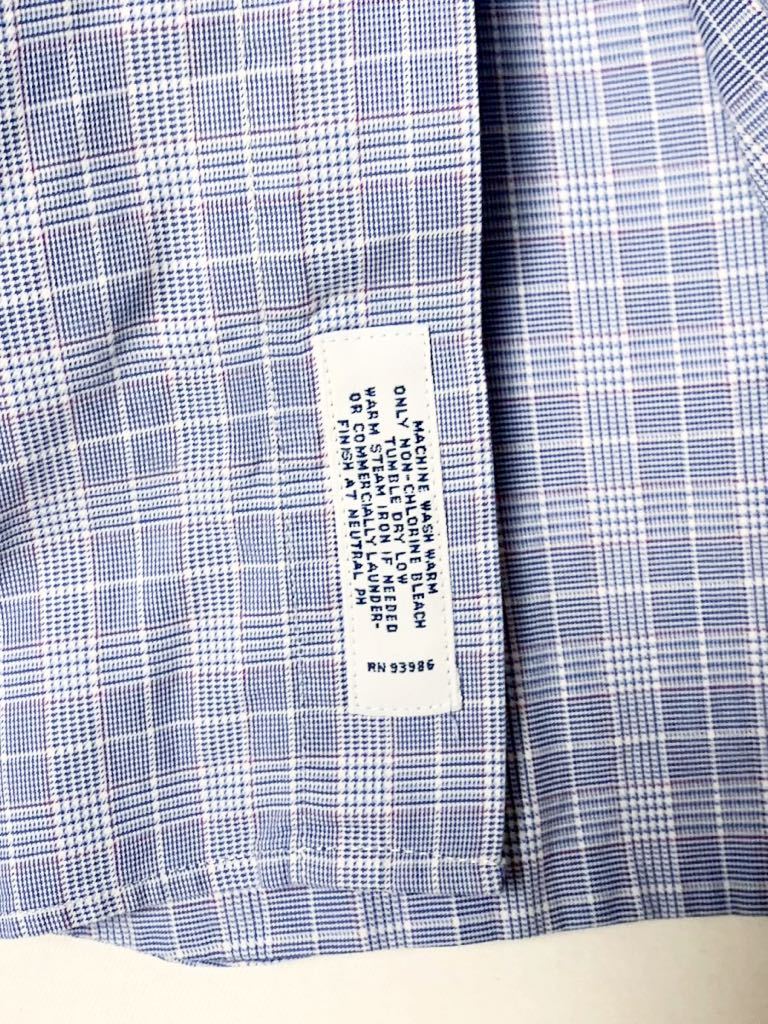 MACHINE WASH WARM
ONLY NON-CHLORINE BLEACH
TUMBLE DRY LOW
WARM STEAM IRON IF NEEDED
OR COMMERCIALLY LAUNDER-
FINISH AT NEUTRAL PH
RN 93986